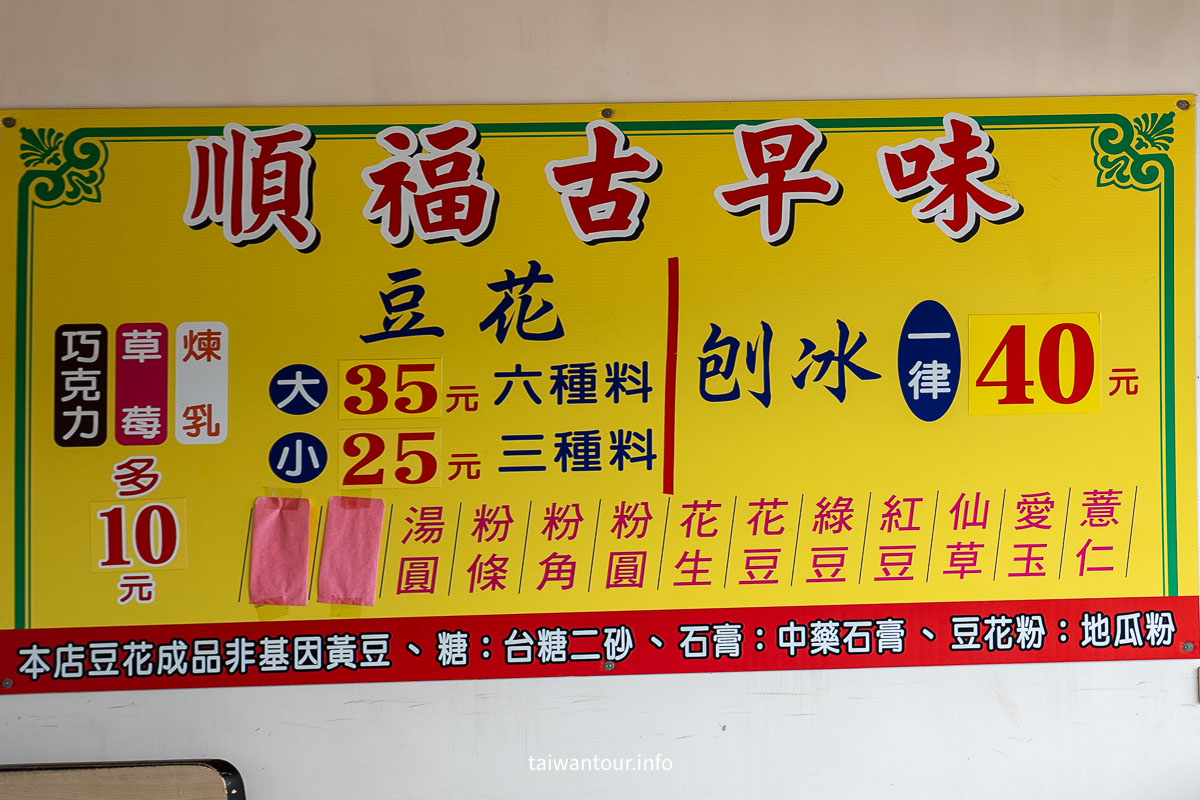 順福古早味
豆花
大 35元 六種料
小 25元 三種料
刨冰 一律 40元
巧克力 草莓 煉乳
多10元
湯圓 粉條 粉角 粉圓 花生 花豆 綠豆 紅豆 仙草 愛玉 薏仁
本店豆花成品非基因黃豆、糖：台糖二砂、石膏：中藥石膏、豆花粉：地瓜粉
taiwantour.info